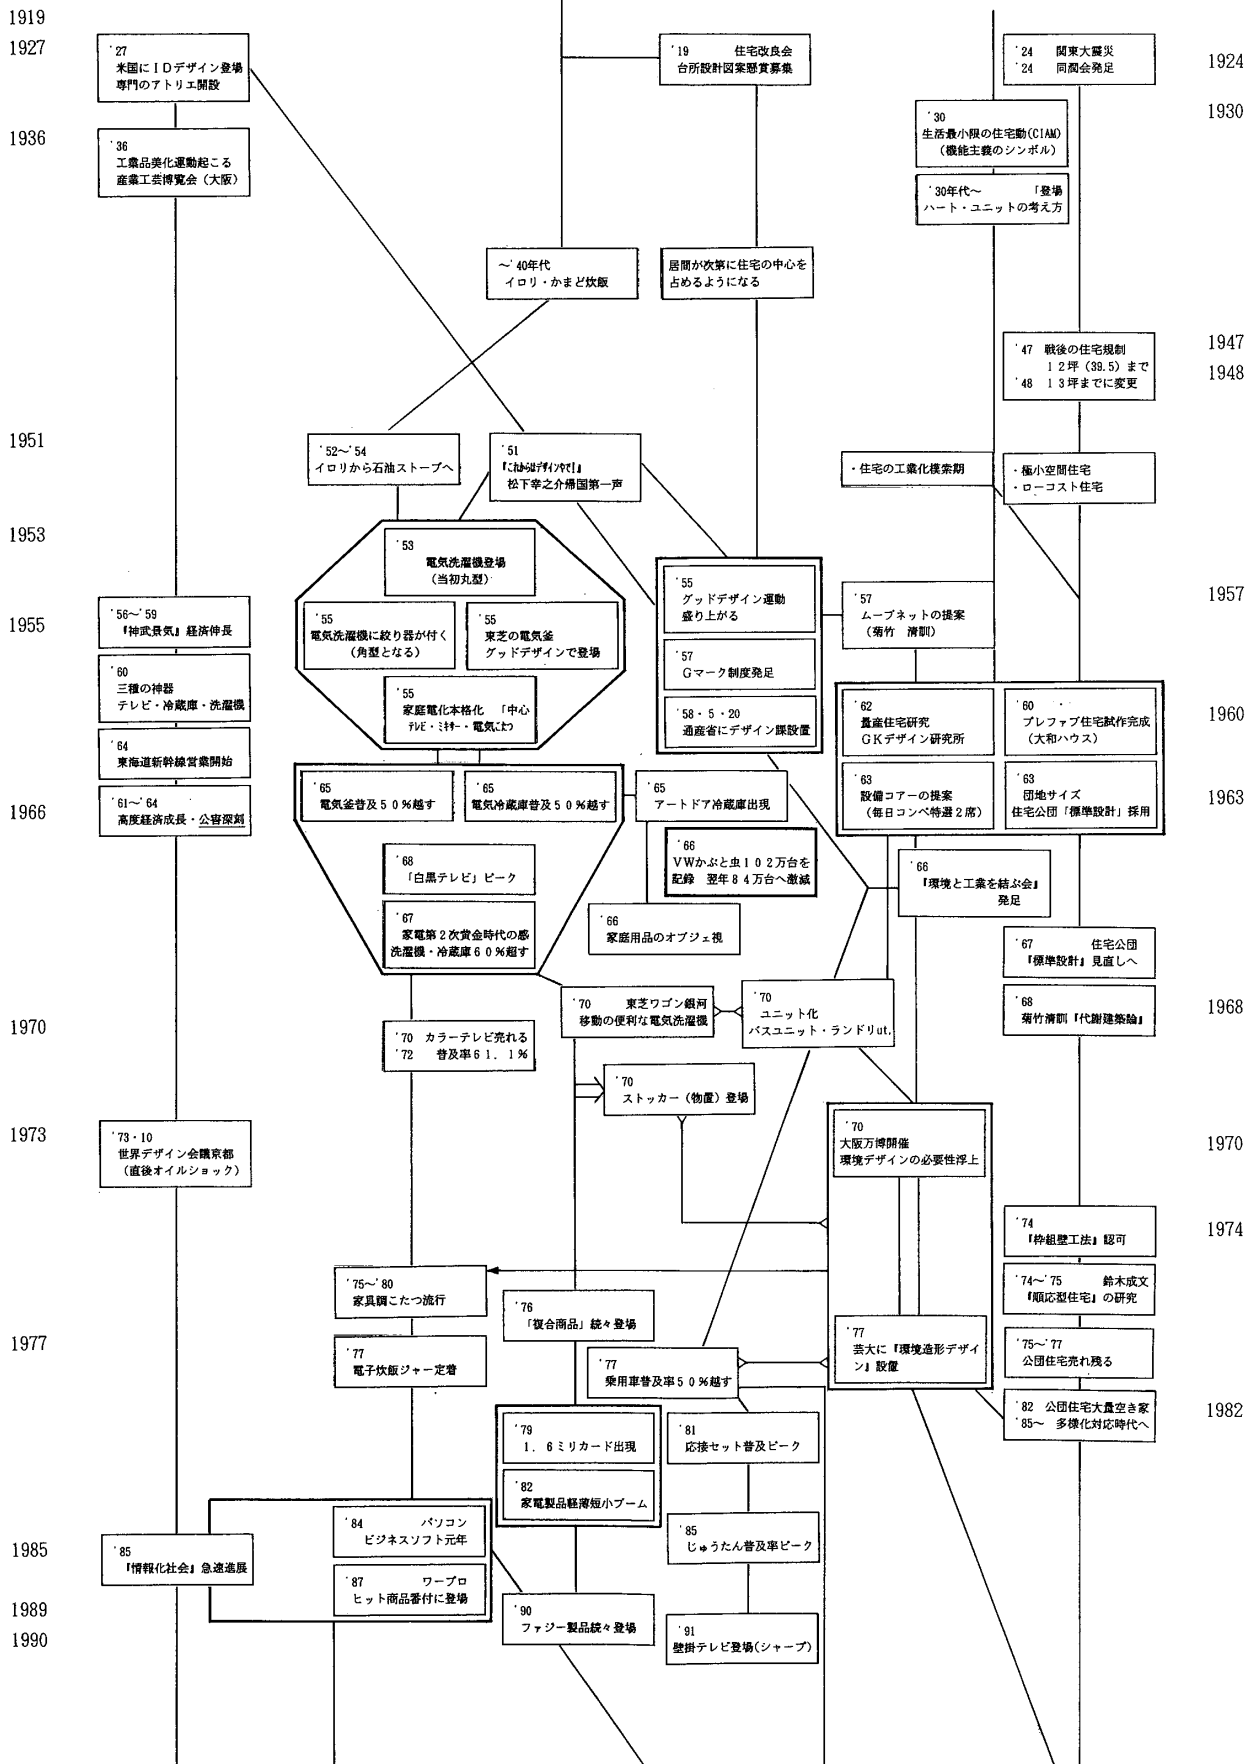 1919
1927
1936
1951
1953
1955
1966
1970
1973
1977
1985
1989
1990
'27
米国にＩＤデザイン登場
専門のアトリエ開設
'36
工業品美化運動起こる
産業工芸博覧会（大阪）
'56～'59
『神武景気』経済伸長
'60
三種の神器
テレビ・冷蔵庫・洗濯機
'64
東海道新幹線営業開始
'61～'64
高度経済成長・公害深刻
'73・10
世界デザイン会議京都
（直後オイルショック）
'85
『情報化社会』急速進展
～'40年代
イロリ・かまど炊飯
'52～'54
イロリから石油ストーブへ
'51
『これからはデザインやで！』
松下幸之介帰国第一声
'53
電気洗濯機登場
（当初丸型）
'55
電気洗濯機に絞り器が付く
（角型となる）
'55
東芝の電気釜
グッドデザインで登場
'55
家庭電化本格化 「中心
テレビ・ミキサー・電気こたつ
'65
電気釜普及５０％越す
'65
電気冷蔵庫普及５０％越す
'68
「白黒テレビ」ピーク
'67
家電第２次黄金時代の感
洗濯機・冷蔵庫６０％超す
'70 カラーテレビ売れる
'72 普及率６１．１％
'75～'80
家具調こたつ流行
'77
電子炊飯ジャー定着
'84 パソコン
ビジネスソフト元年
'87 ワープロ
ヒット商品番付に登場
'19 住宅改良会
台所設計図案懸賞募集
居間が次第に住宅の中心を
占めるようになる
'55
グッドデザイン運動
盛り上がる
'57
Ｇマーク制度発足
'58・5・20
通産省にデザイン課設置
'65
アートドア冷蔵庫出現
'66
ＶＷかぶと虫１０２万台を
記録 翌年８４万台へ激減
'66
家庭用品のオブジェ視
'70 東芝ワゴン銀河
移動の便利な電気洗濯機
'70
ユニット化
バスユニット・ランドリut.
'70
ストッカー（物置）登場
'76
「複合商品」続々登場
'77
乗用車普及率５０％越す
'79
１．６ミリカード出現
'82
家電製品軽薄短小ブーム
'81
応接セット普及ピーク
'85
じゅうたん普及率ピーク
'90
ファジー製品続々登場
'91
壁掛テレビ登場(シャープ)
'30
生活最小限の住宅動(CIAM)
（機能主義のシンボル）
'30年代～ 「登場
ハート・ユニットの考え方
・住宅の工業化模索期
'57
ムーブネットの提案
（菊竹 清訓）
'62
量産住宅研究
ＧＫデザイン研究所
'60
プレファブ住宅試作完成
（大和ハウス）
'63
設備コアーの提案
（毎日コンペ特選２席）
'63
団地サイズ
住宅公団「標準設計」採用
'66
『環境と工業を結ぶ会』
発足
'70
大阪万博開催
環境デザインの必要性浮上
'77
芸大に『環境造形デザイ
ン』設置
'24 関東大震災
'24 同潤会発足
'47 戦後の住宅規制
１２坪（39.5）まで
'48 １３坪までに変更
・極小空間住宅
・ローコスト住宅
'67 住宅公団
『標準設計』見直しへ
'68
菊竹清訓『代謝建築論』
'74
『枠組壁工法』認可
'74～'75 鈴木成文
『順応型住宅』の研究
'75～'77
公団住宅売れ残る
'82 公団住宅大量空き家
'85～ 多様化対応時代へ
1924
1930
1947
1948
1957
1960
1963
1968
1970
1974
1982